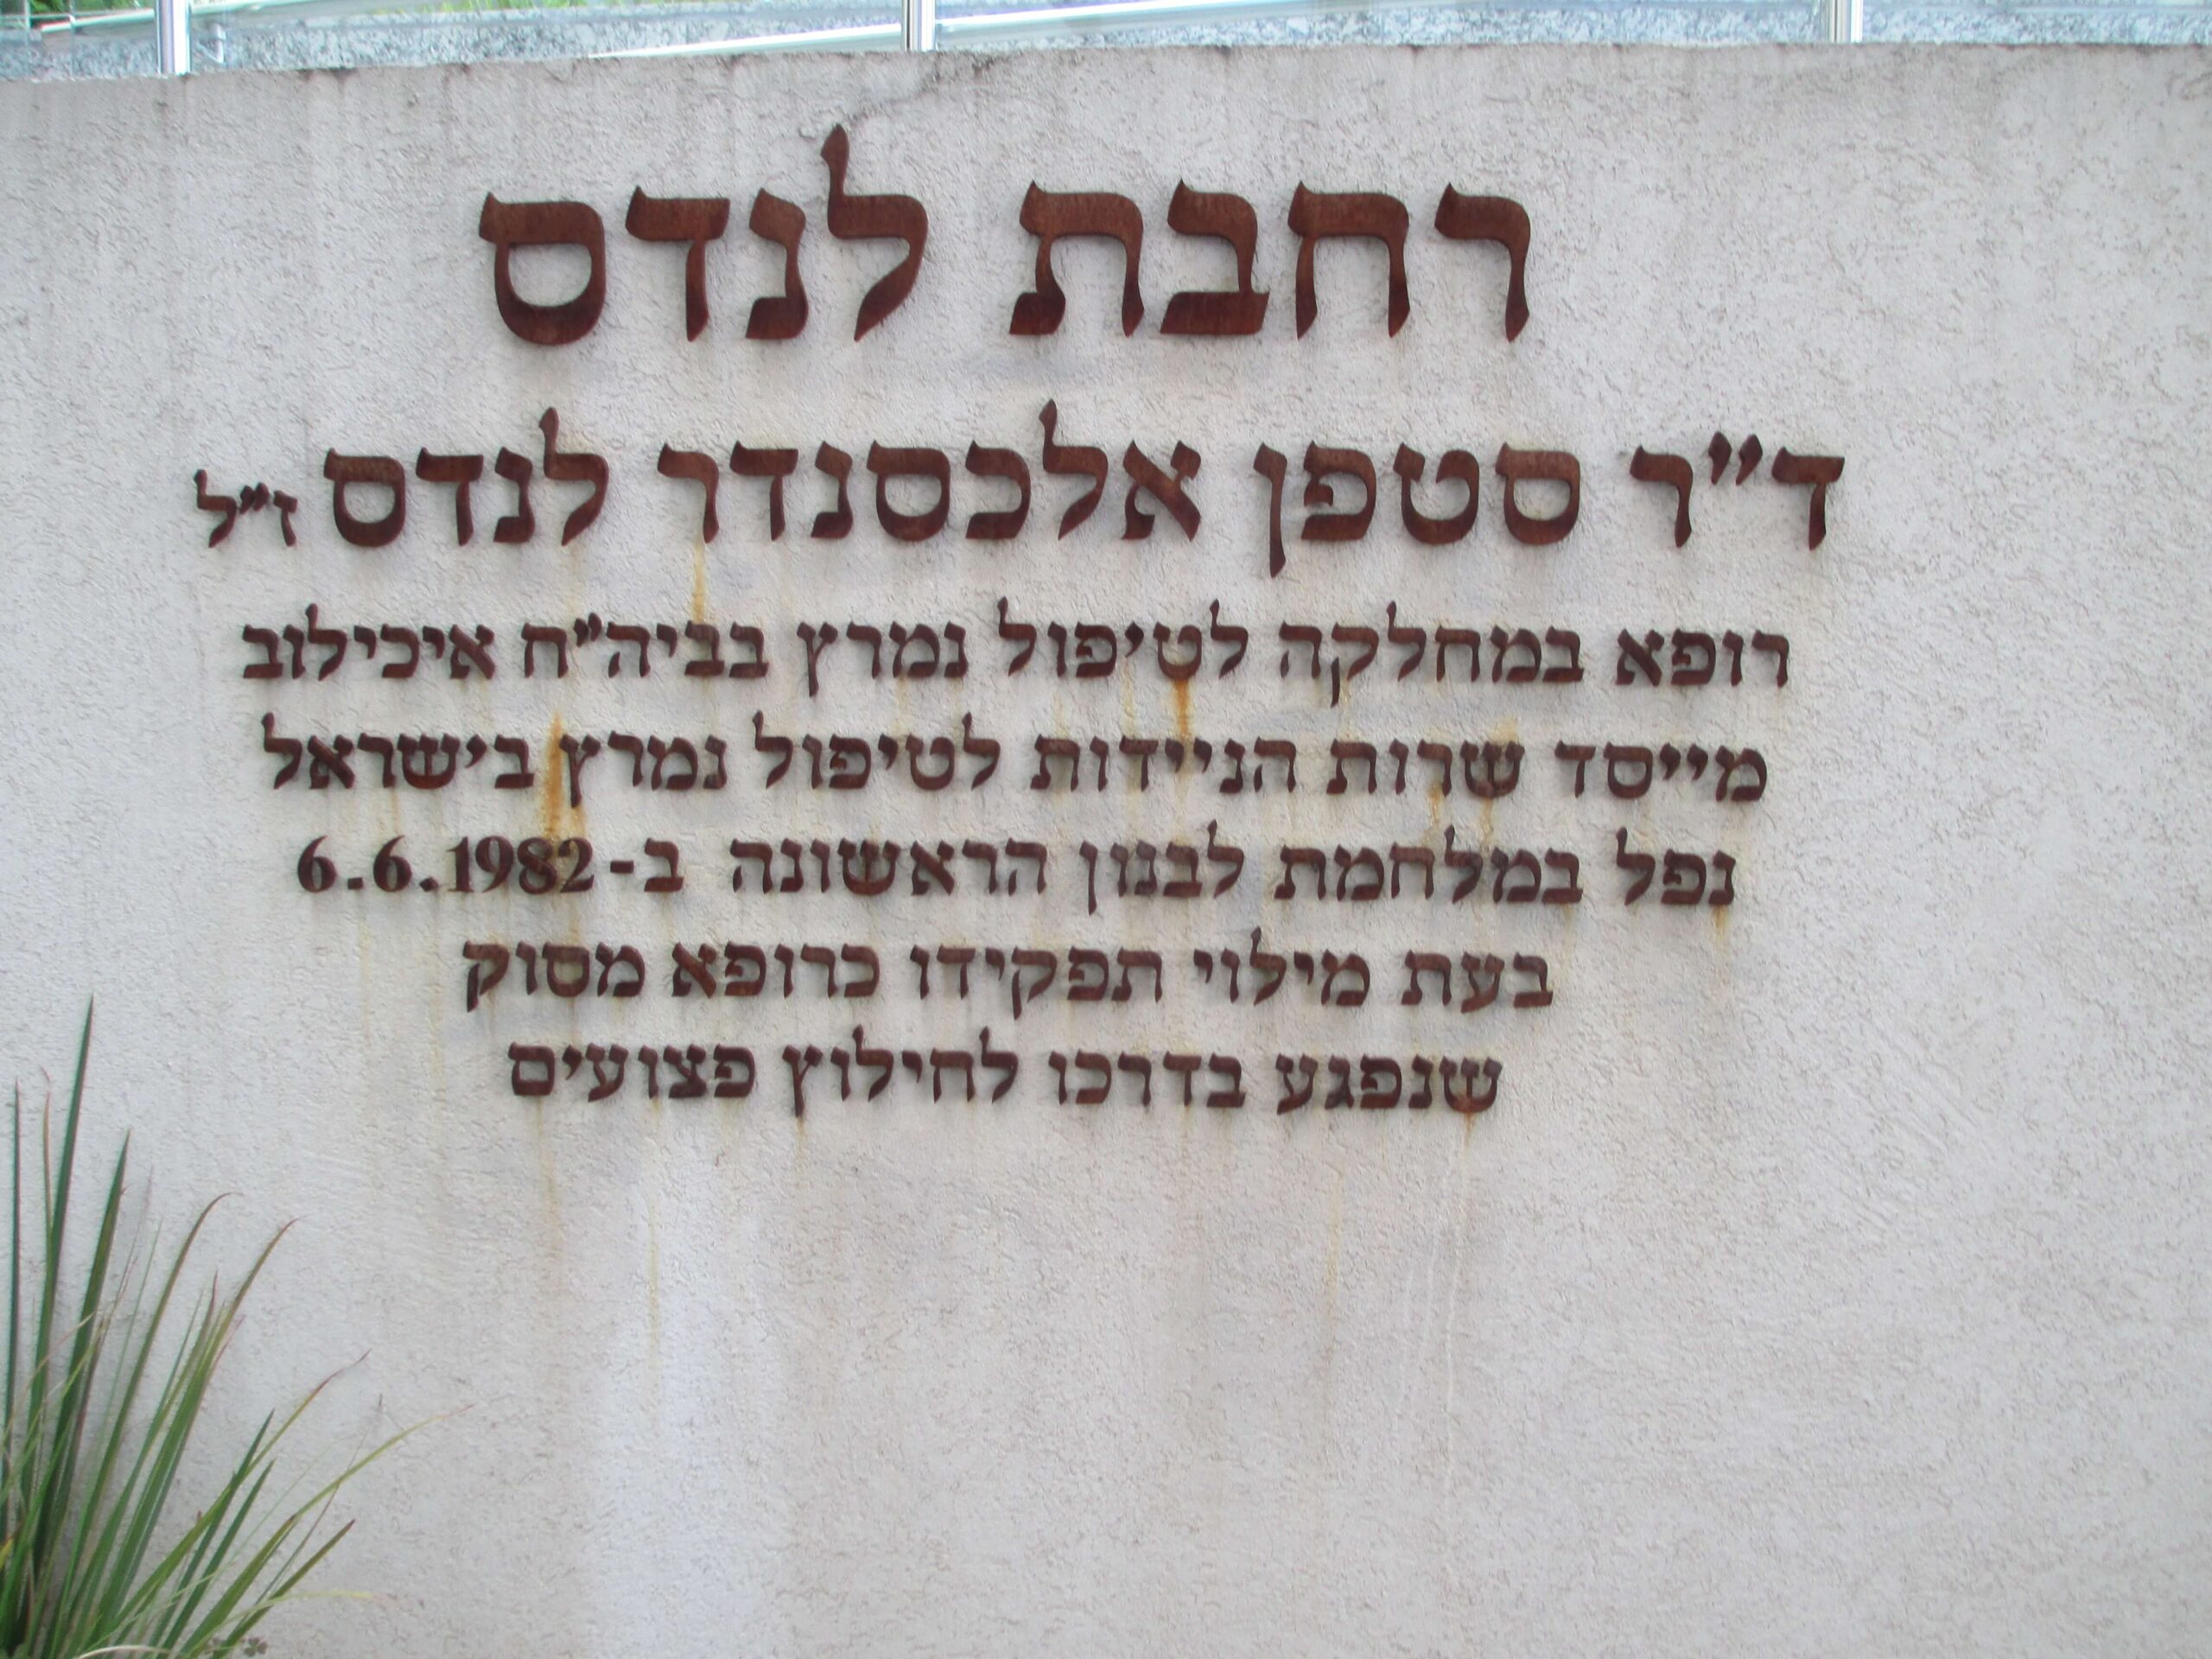 רחבת לנדס
ד״ר סטפן אלכסנדר לנדס ז״ל
רופא במחלקה לטיפול נמרץ בביה״ח איכילוב
מייסד שרות הניידות לטיפול נמרץ בישראל
נפל במלחמת לבנון הראשונה ב-6.6.1982
בעת מילוי תפקידו כרופא מסוק
שנפגע בדרכו לחילוץ פצועים